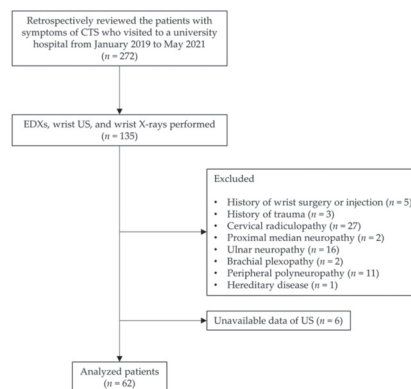 Retrospectively reviewed the patients with
symptoms of CTS who visited to a university
hospital from January 2019 to May 2021
(n = 272)
EDXs, wrist US, and wrist X-rays performed
(n = 135)
Excluded
• History of wrist surgery or injection (n = 5)
• History of trauma (n = 3)
• Cervical radiculopathy (n = 27)
• Proximal median neuropathy (n = 2)
• Ulnar neuropathy (n = 16)
• Brachial plexopathy (n = 2)
• Peripheral polyneuropathy (n = 11)
• Hereditary disease (n = 1)
Unavailable data of US (n = 6)
Analyzed patients
(n = 62)